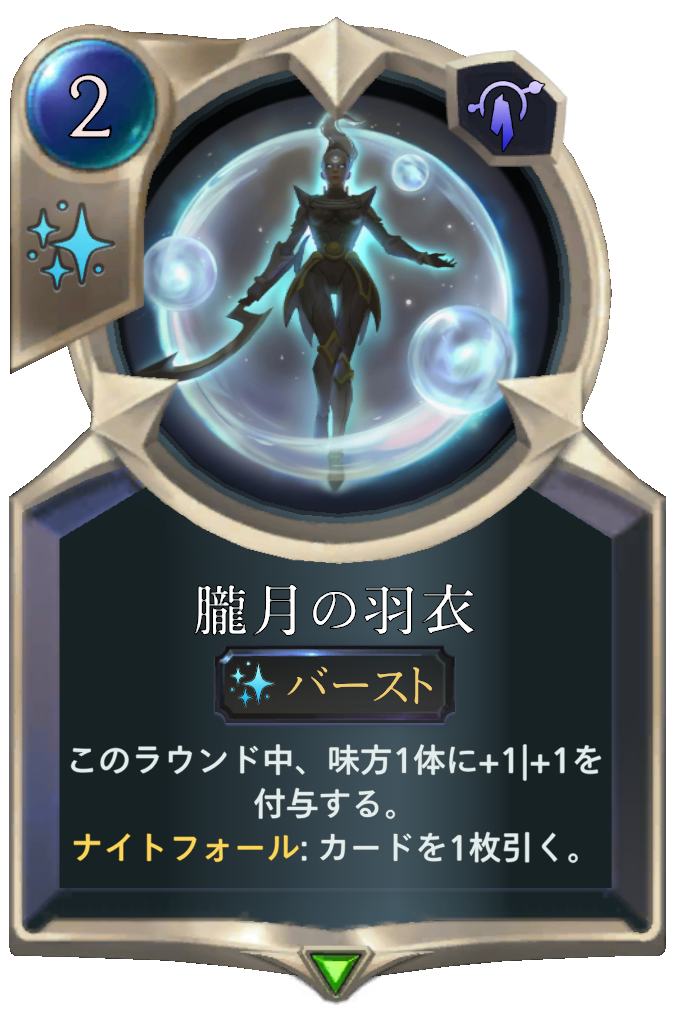 2
朧月の羽衣
バースト
このラウンド中、味方1体に+1|+1を
付与する。
ナイトフォール: カードを1枚引く。